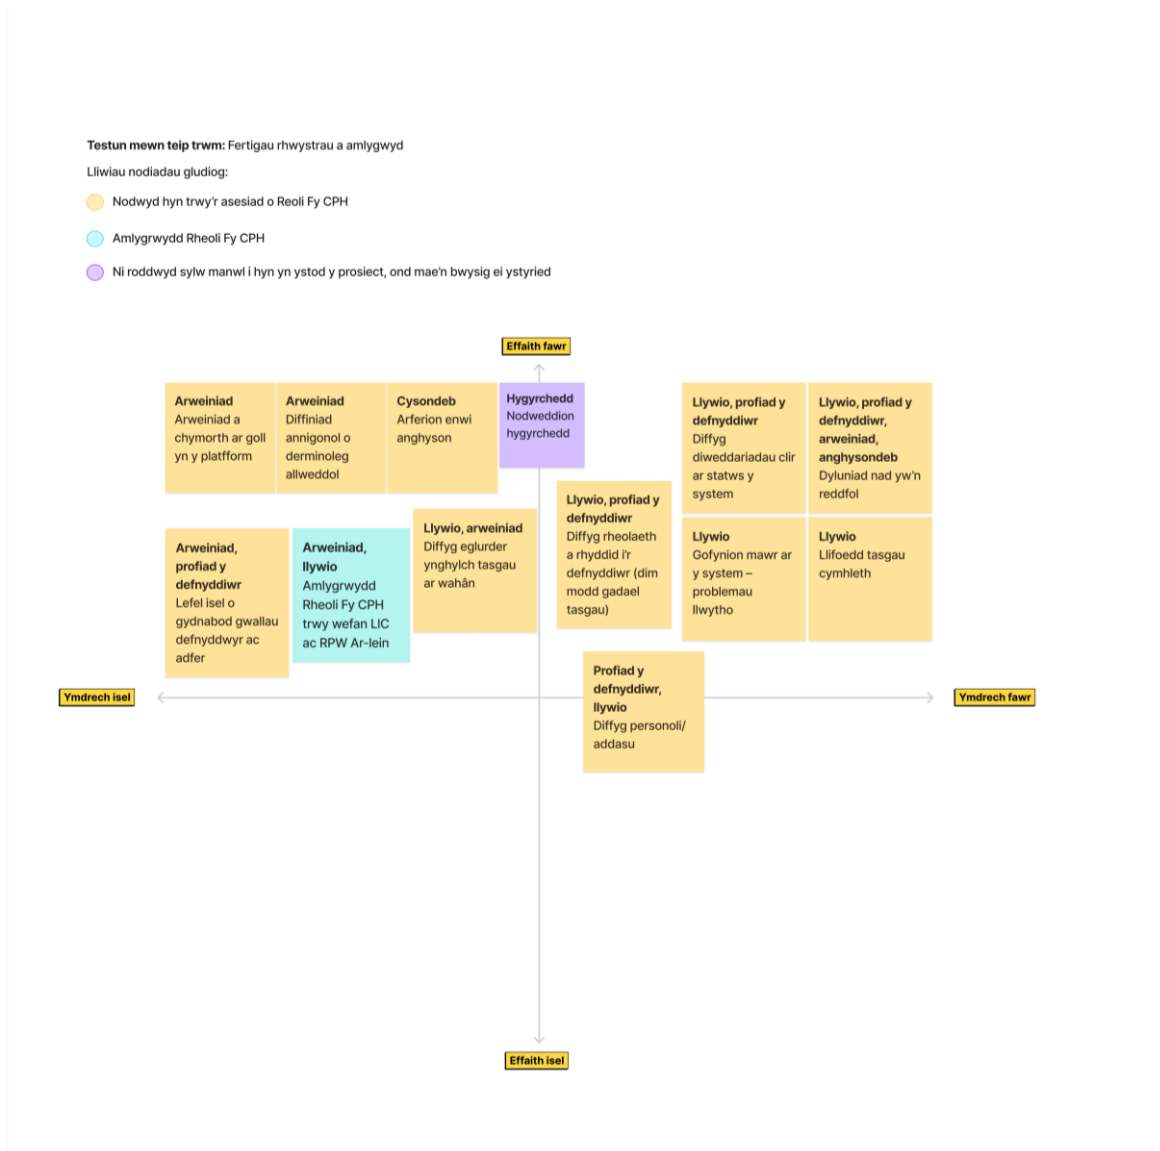 Testun mewn teip trwm: Fertigau rhwystrau a amlygwyd
Lliwiau nodiadau gludiog:
Nodwyd hyn trwy'r asesiad o Reoli Fy CPH
Amlygrwydd Rheoli Fy CPH
Ni roddwyd sylw manwl i hyn yn ystod y prosiect, ond mae'n bwysig ei ystyried
Effaith fawr
Arweiniad
Arweiniad a
chymorth ar goll
yn y platfform
Arweiniad
Diffiniad
annigonol o
derminoleg
allweddol
Cysondeb
Arferion enwi
anghyson
Hygyrchedd
Nodweddion
hygyrchedd
Llywio, profiad y
defnyddiwr
Diffyg
diweddariadau clir
ar statws y
system
Llywio, profiad y
defnyddiwr,
arweiniad,
anghysondeb
Dyluniad nad yw'n
reddfol
Arweiniad,
profiad y
defnyddiwr
Lefel isel o
gydnabod gwallau
defnyddwyr ac
adfer
Arweiniad,
llywio
Amlygrwydd
Rheoli Fy CPH
trwy wefan LIC
ac RPW Ar-lein
Llywio, arweiniad
Diffyg eglurder
ynghylch tasgau
ar wahân
Llywio, profiad y
defnyddiwr
Diffyg rheolaeth
a rhyddid i'r
defnyddiwr (dim
modd gadael
tasgau)
Llywio
Gofynion mawr ar
y system –
problemau
llwytho
Llywio
Llifoedd tasgau
cymhleth
Profiad y
defnyddiwr,
llywio
Diffyg personoli/
addasu
Ymdrech isel
Ymdrech fawr
Effaith isel